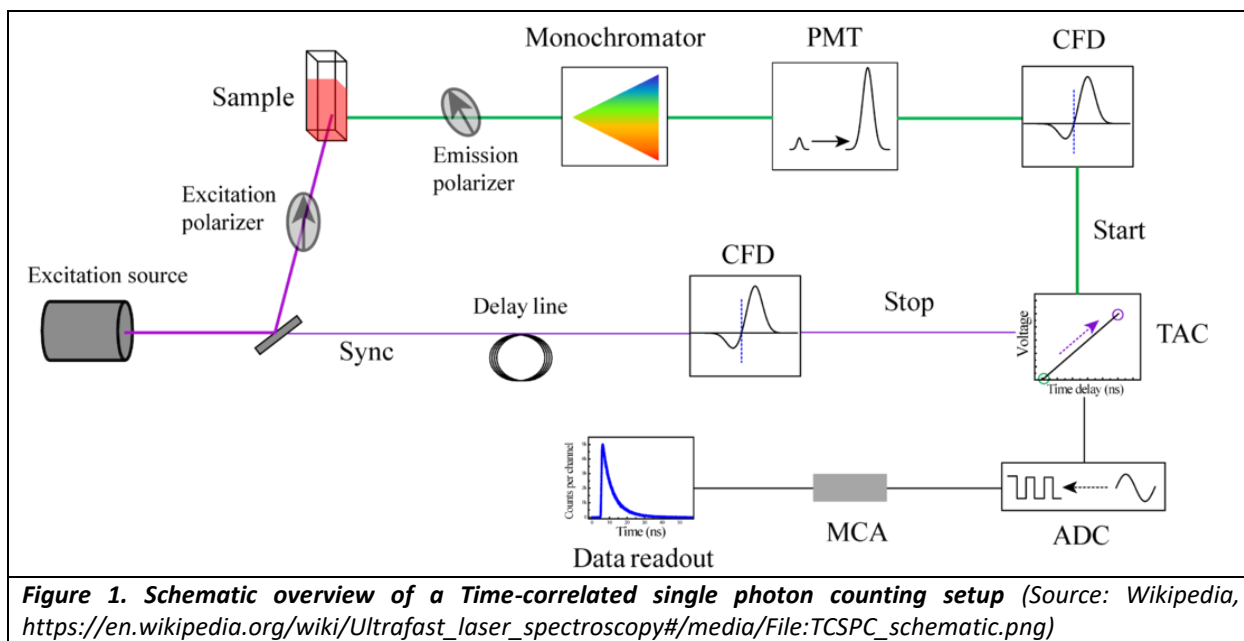 Monochromator
PMT
CFD
Sample
Emission
polarizer
Excitation
polarizer
Start
Excitation source
Delay line
CFD
Stop
Sync
Voltage
TAC
Time delay (ns)
Counts per channel
Time (ns)
Data readout
MCA
ADC
Figure 1. Schematic overview of a Time-correlated single photon counting setup (Source: Wikipedia,
https://en.wikipedia.org/wiki/Ultrafast_laser_spectroscopy#/media/File:TCSPC_schematic.png)